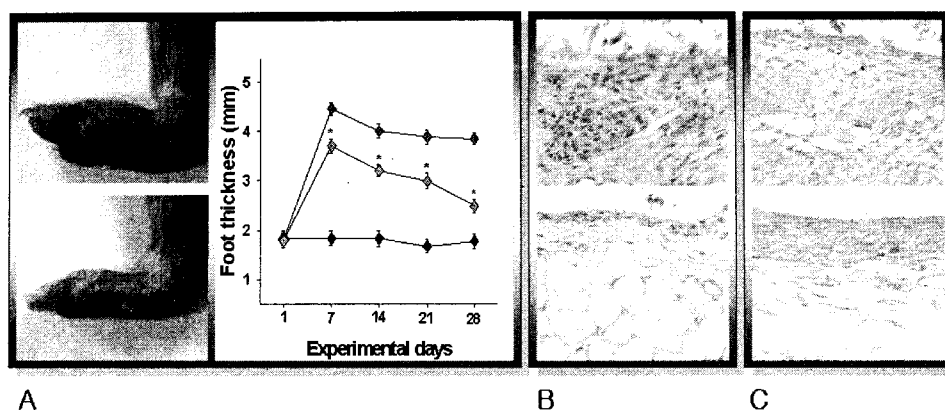 Foot thickness (mm)
5
4
3
2
1
* * * *
1 7 14 21 28
Experimental days
A B C